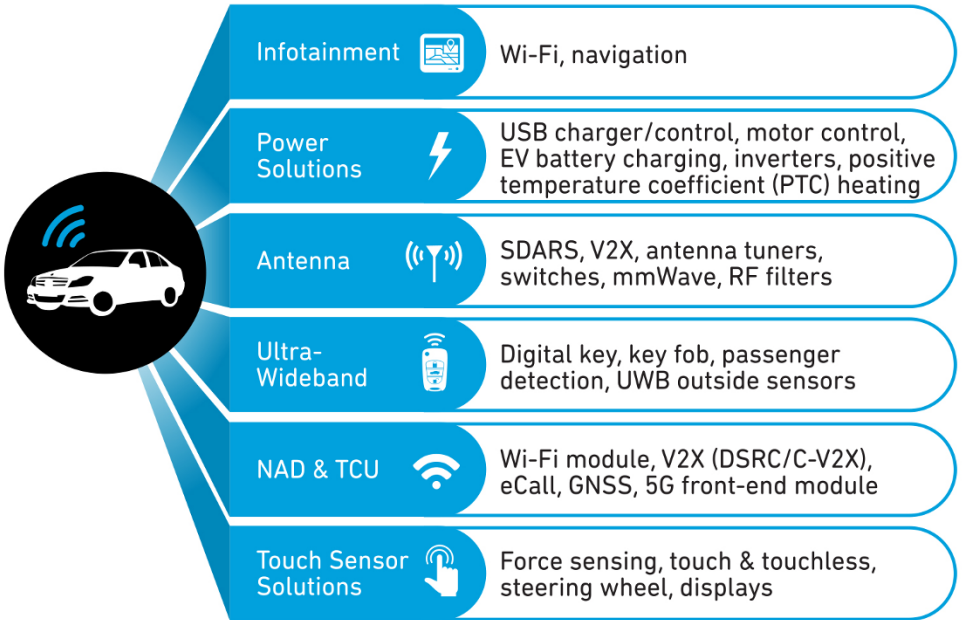 Infotainment
Wi-Fi, navigation
Power
Solutions
USB charger/control, motor control,
EV battery charging, inverters, positive
temperature coefficient (PTC) heating
Antenna
SDARS, V2X, antenna tuners,
switches, mmWave, RF filters
Ultra-
Wideband
Digital key, key fob, passenger
detection, UWB outside sensors
NAD & TCU
Wi-Fi module, V2X (DSRC/C-V2X),
eCall, GNSS, 5G front-end module
Touch Sensor
Solutions
Force sensing, touch & touchless,
steering wheel, displays